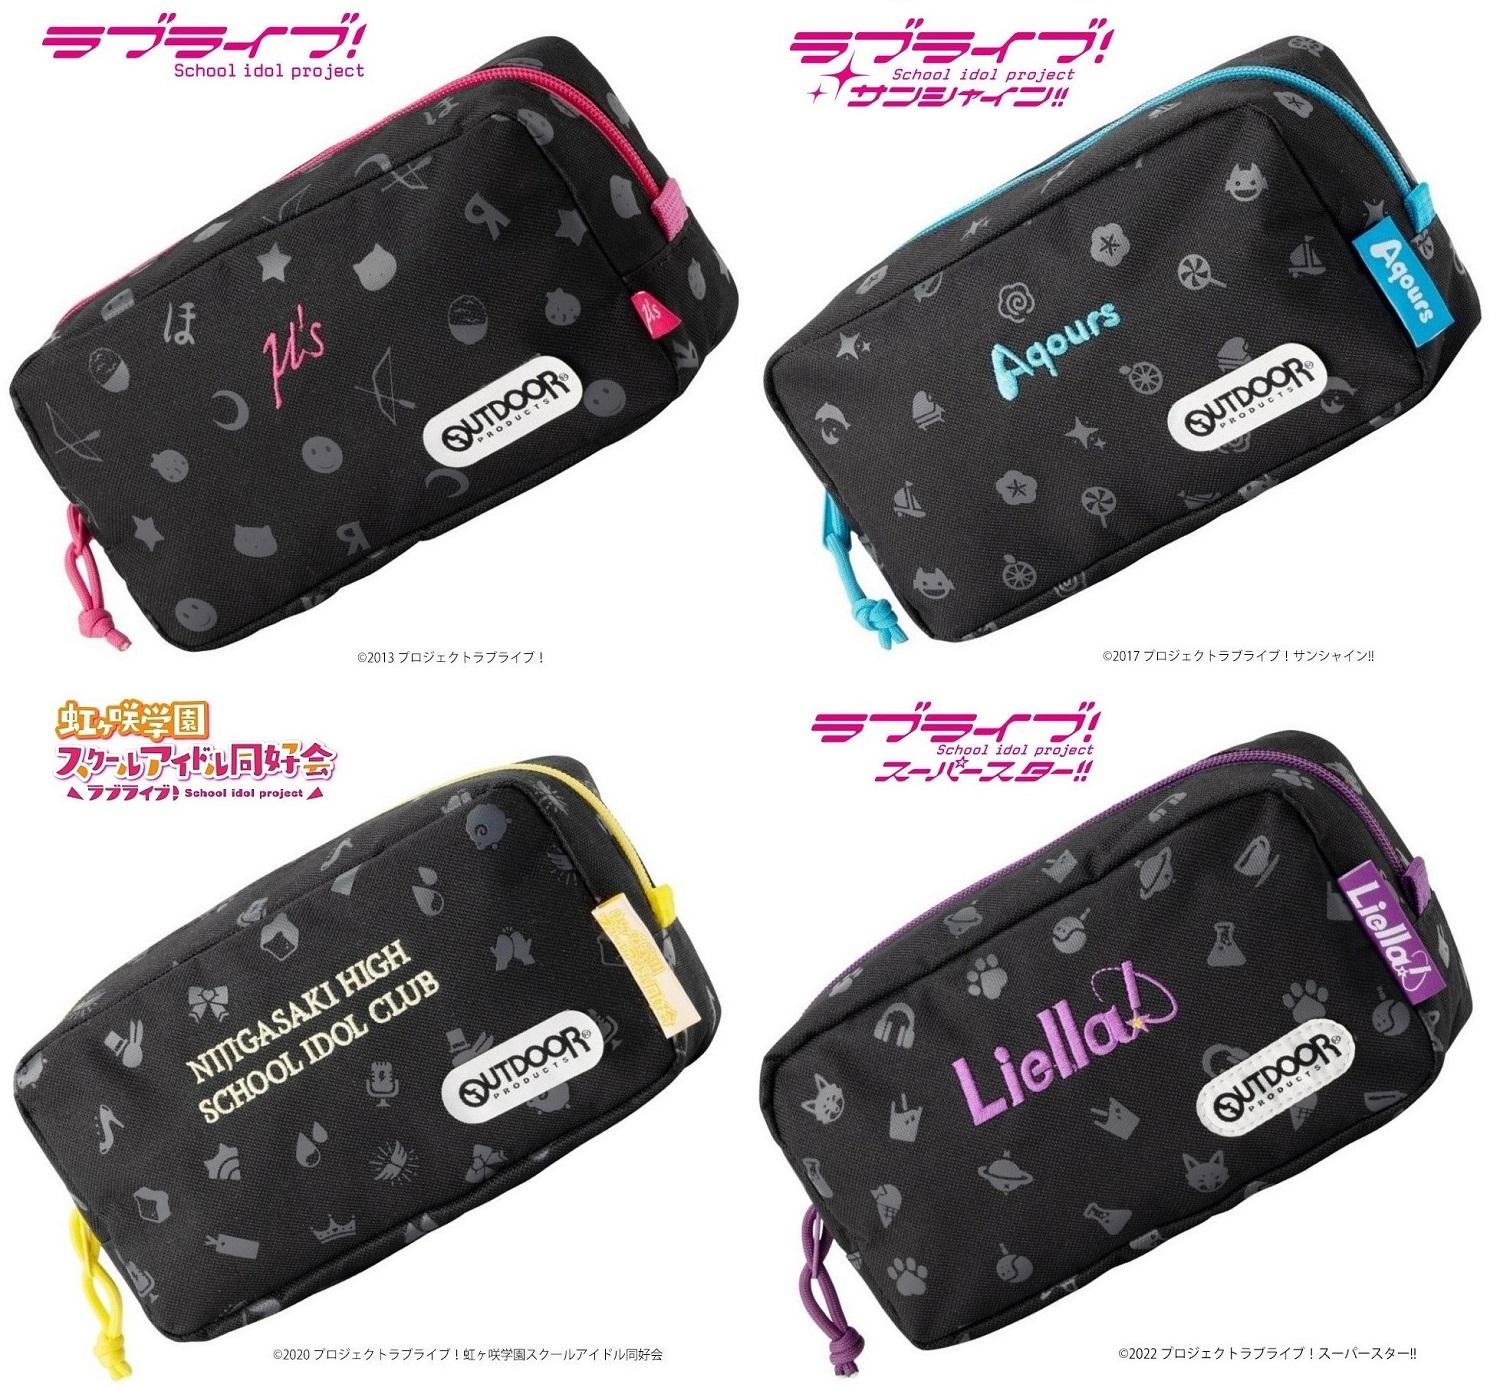 ラブライブ!
School idol project
μ's
μ's
OUTDOOR®
PRODUCTS
ほ
©2013 プロジェクトラブライブ！
ラブライブ!
School idol project
サンシャイン!!
Aqours
Aqours
OUTDOOR®
PRODUCTS
©2017 プロジェクトラブライブ！サンシャイン!!
虹ヶ咲学園
スクールアイドル同好会
ラブライブ! School idol project
NIJIGASAKI HIGH
SCHOOL IDOL CLUB
OUTDOOR®
PRODUCTS
©2020 プロジェクトラブライブ！虹ヶ咲学園スクールアイドル同好会
ラブライブ!
School idol project
スーパースター!!
Liella!
Liella!
OUTDOOR®
PRODUCTS
©2022 プロジェクトラブライブ！スーパースター!!